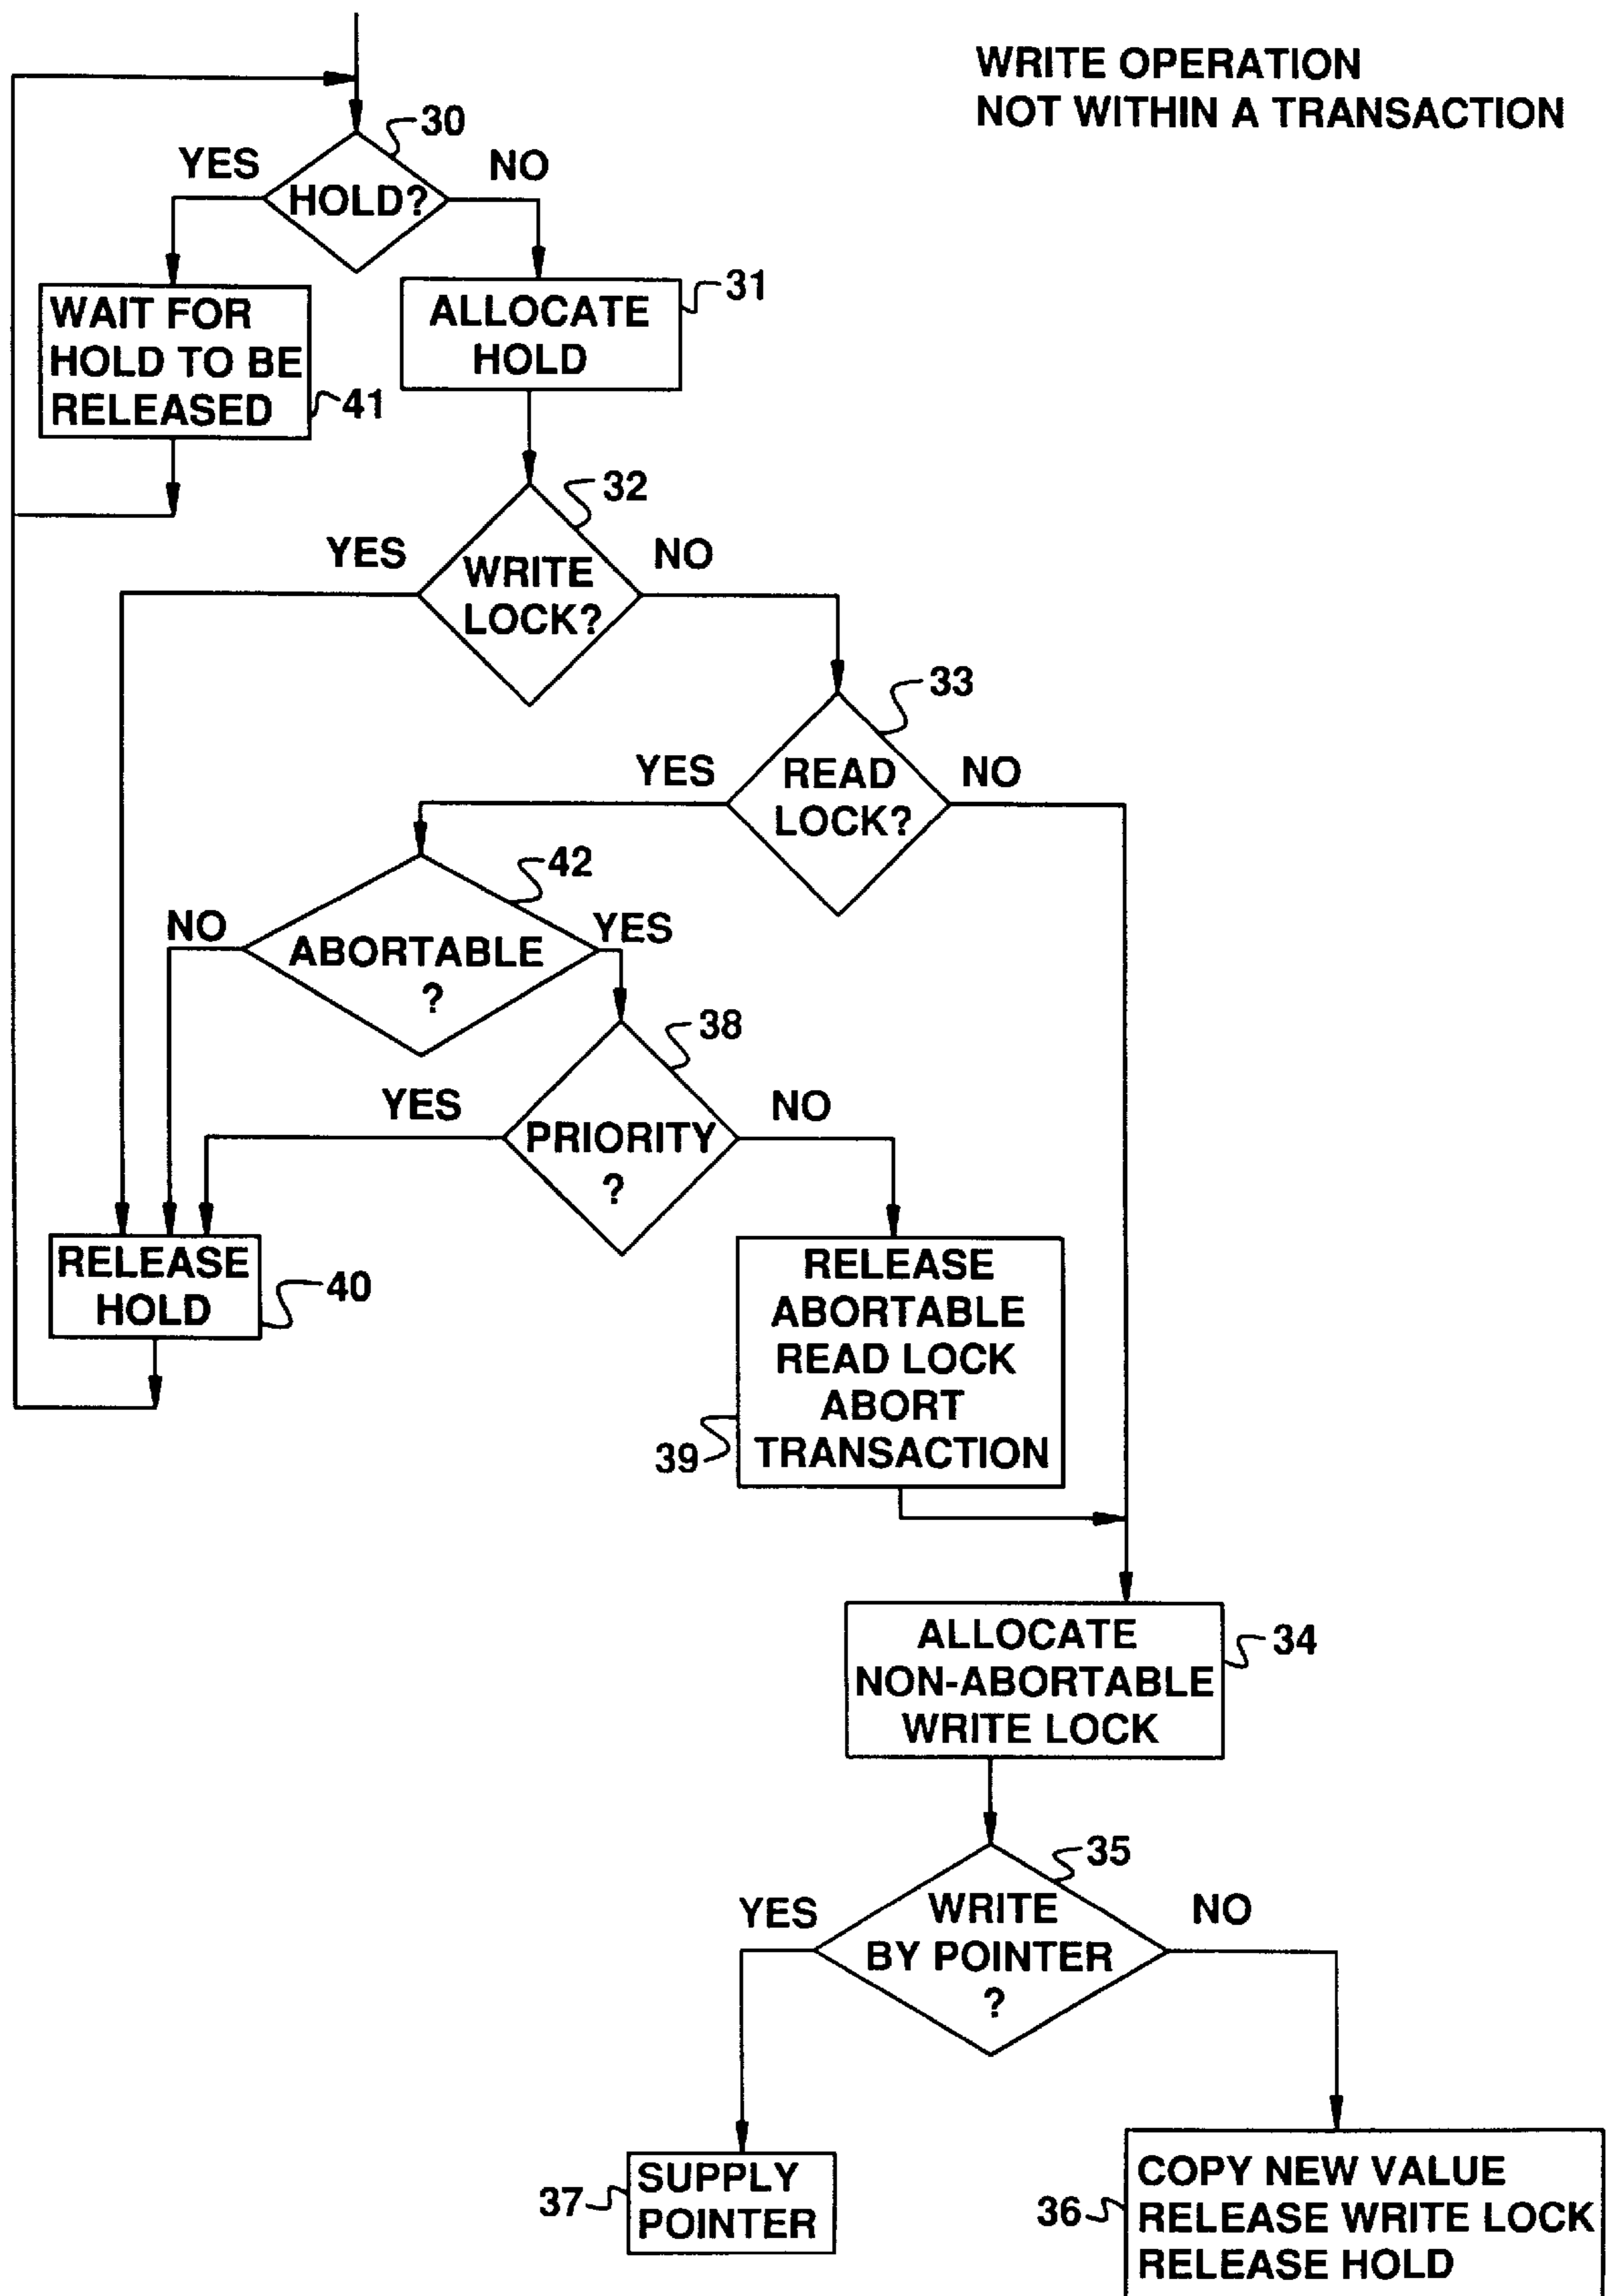 WRITE OPERATION
NOT WITHIN A TRANSACTION
30
YES
NO
HOLD?
31
ALLOCATE
HOLD
WAIT FOR
HOLD TO BE
RELEASED
41
32
YES
NO
WRITE
LOCK?
33
YES
NO
READ
LOCK?
42
NO
YES
ABORTABLE
?
38
YES
NO
PRIORITY
?
RELEASE
HOLD
40
RELEASE
ABORTABLE
READ LOCK
ABORT
TRANSACTION
39
ALLOCATE
NON-ABORTABLE
WRITE LOCK
34
35
YES
NO
WRITE
BY POINTER
?
37
SUPPLY
POINTER
36
COPY NEW VALUE
RELEASE WRITE LOCK
RELEASE HOLD